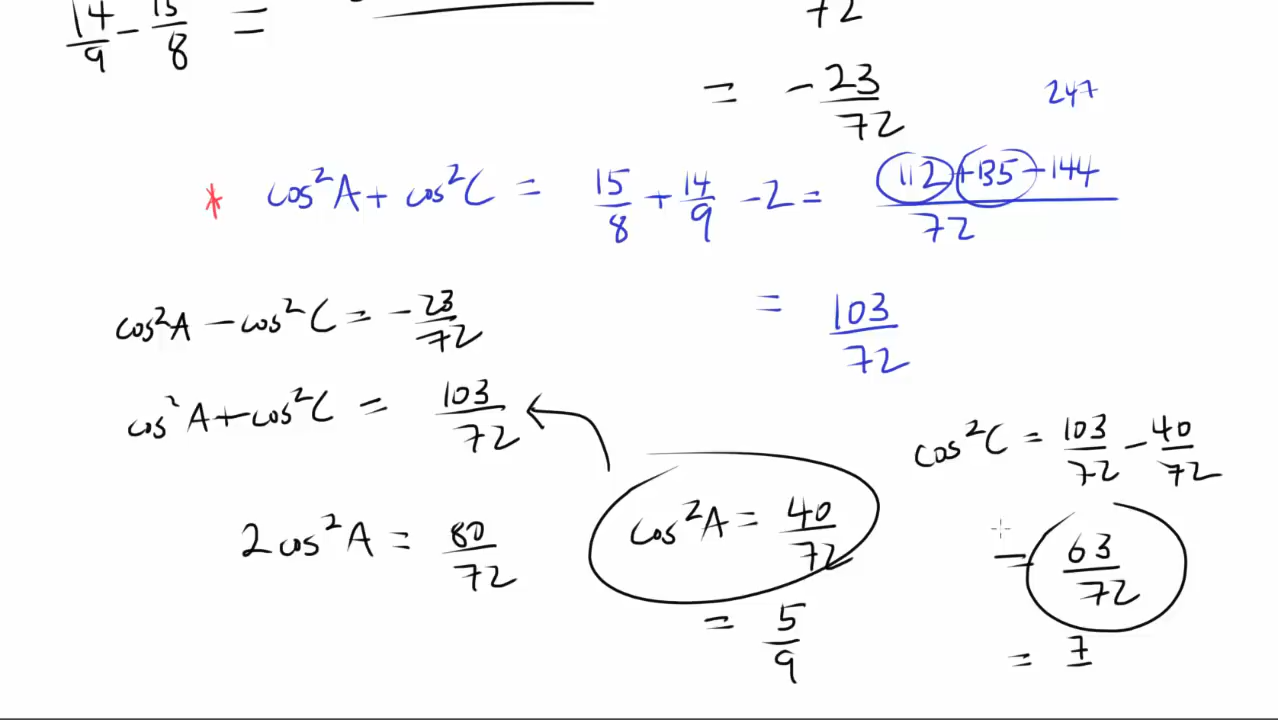 14/9 - 15/8 =
72
= -23/72
247
* cos²A + cos²C = 15/8 + 14/9 - 2 = (112 + 135 - 144)/72
= 103/72
cos²A - cos²C = -23/72
cos²A + cos²C = 103/72
2cos²A = 80/72
cos²A = 40/72
= 5/9
cos²C = 103/72 - 40/72
= 63/72
= 7